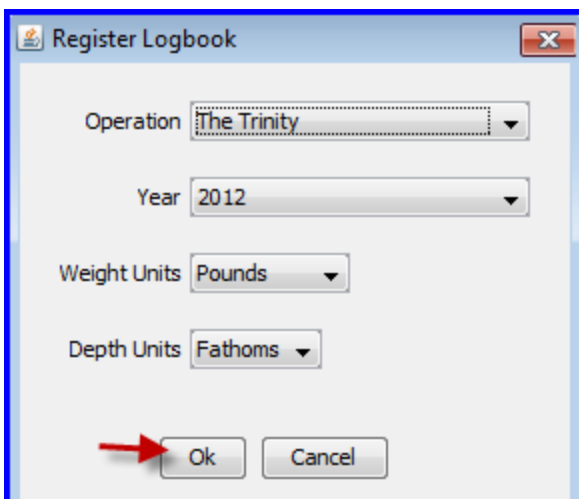 Register Logbook
Operation The Trinity
Year 2012
Weight Units Pounds
Depth Units Fathoms
Ok Cancel